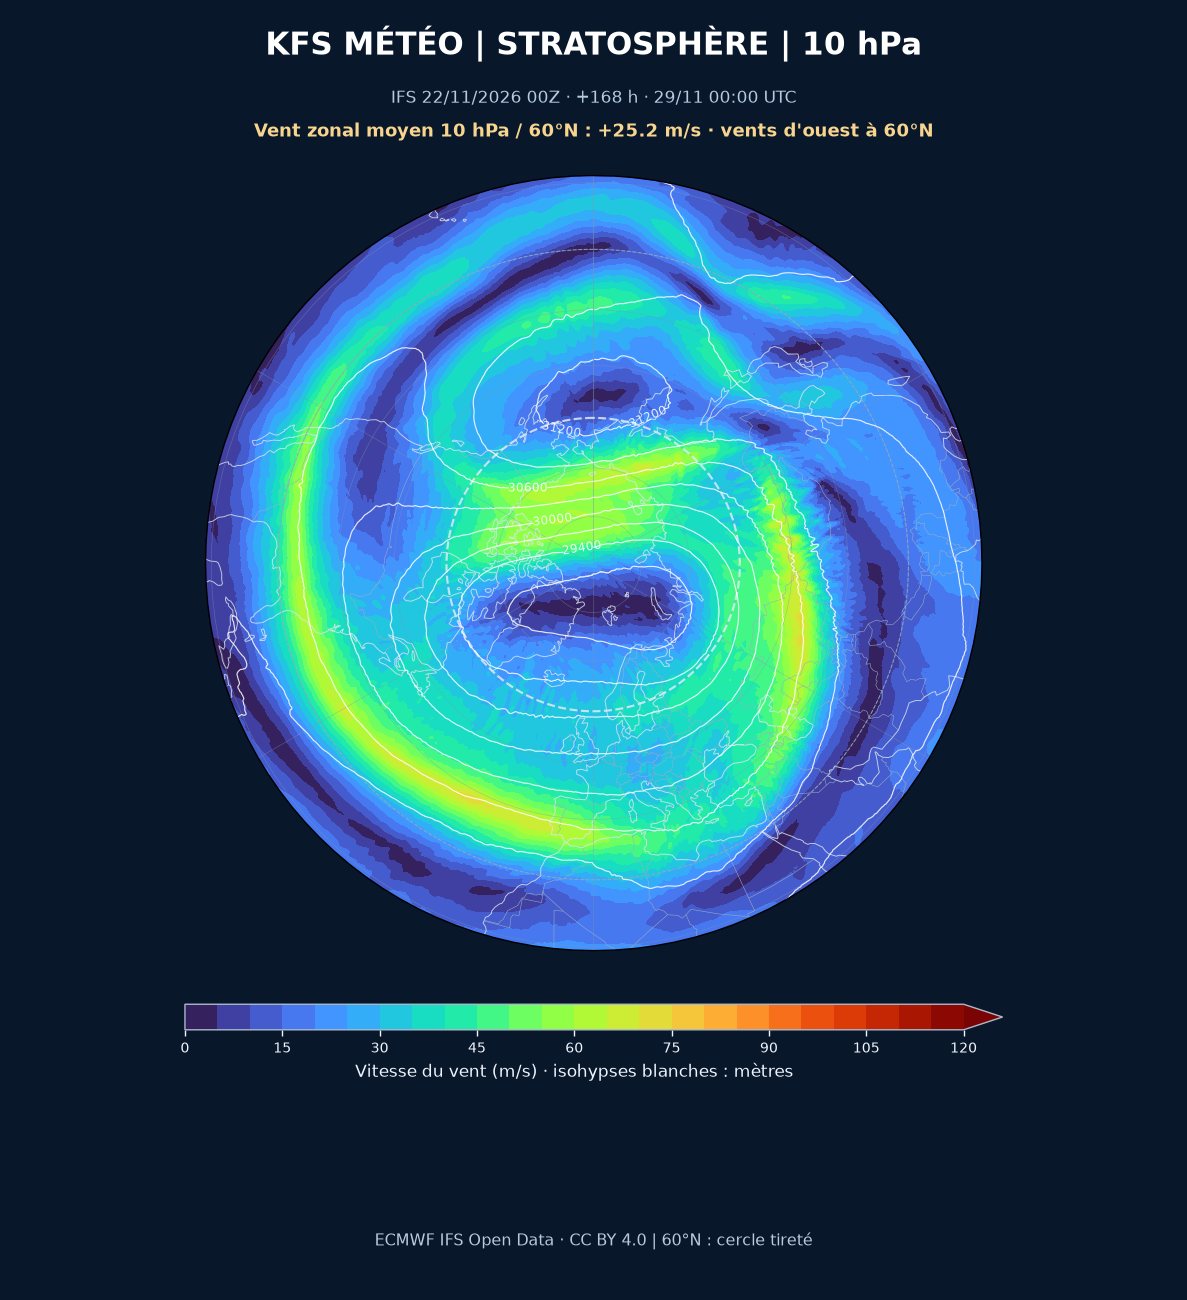 KFS MÉTÉO | STRATOSPHÈRE | 10 hPa
IFS 22/11/2026 00Z · +168 h · 29/11 00:00 UTC
Vent zonal moyen 10 hPa / 60°N : +25.2 m/s · vents d'ouest à 60°N
31200
31200
30600
30000
29400
0 15 30 45 60 75 90 105 120
Vitesse du vent (m/s) · isohypses blanches : mètres
ECMWF IFS Open Data · CC BY 4.0 | 60°N : cercle tireté